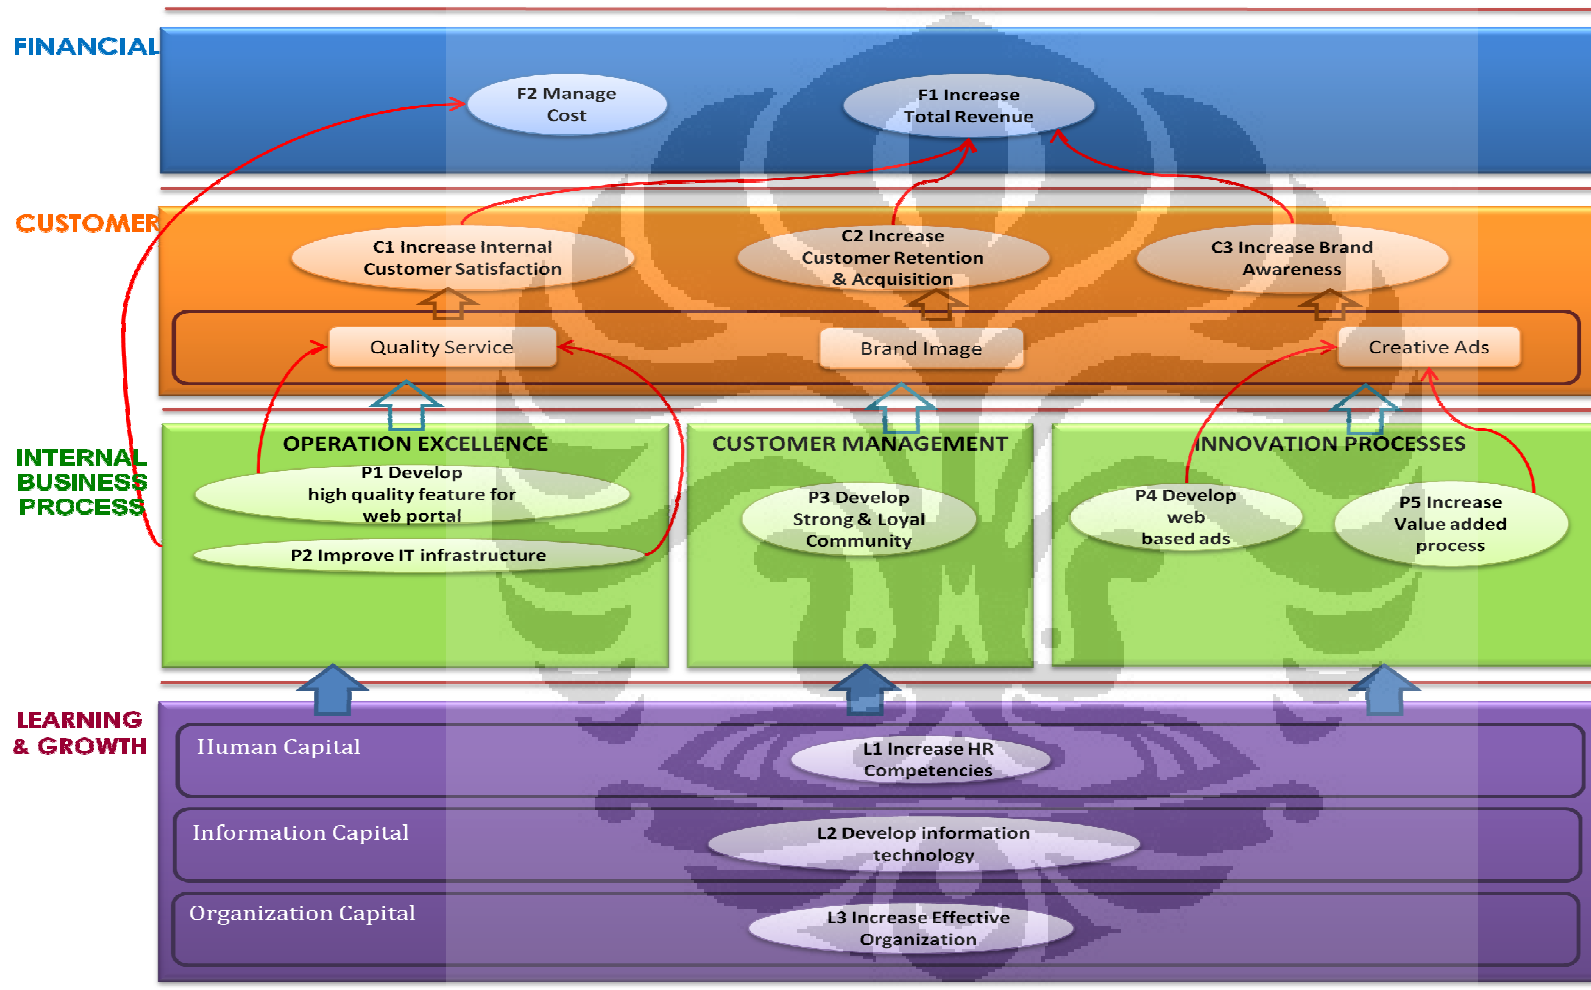 FINANCIAL
F2 Manage
Cost
F1 Increase
Total Revenue
CUSTOMER
C1 Increase Internal
Customer Satisfaction
C2 Increase
Customer Retention
& Acquisition
C3 Increase Brand
Awareness
Quality Service
Brand Image
Creative Ads
INTERNAL
BUSINESS
PROCESS
OPERATION EXCELLENCE
P1 Develop
high quality feature for
web portal
P2 Improve IT infrastructure
CUSTOMER MANAGEMENT
P3 Develop
Strong & Loyal
Community
INNOVATION PROCESSES
P4 Develop
web
based ads
P5 Increase
Value added
process
LEARNING
& GROWTH
Human Capital
L1 Increase HR
Competencies
Information Capital
L2 Develop information
technology
Organization Capital
L3 Increase Effective
Organization